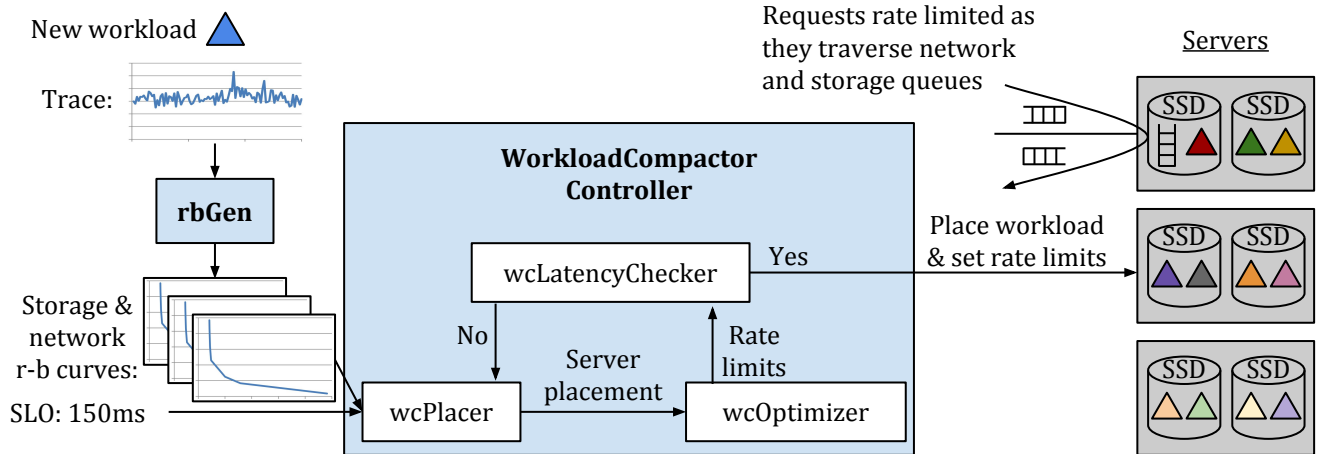 New workload
Trace:
rbGen
Storage &
network
r-b curves:
SLO: 150ms
WorkloadCompactor
Controller
wcLatencyChecker
Yes
No
Server
placement
Rate
limits
wcPlacer
wcOptimizer
Requests rate limited as
they traverse network
and storage queues
Place workload
& set rate limits
Servers
SSD
SSD
SSD
SSD
SSD
SSD